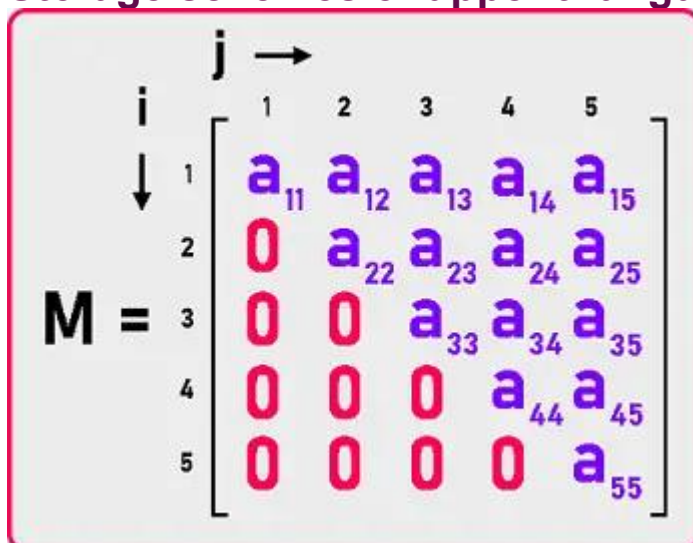 j →
i ↓
1 2 3 4 5
1 a₁₁ a₁₂ a₁₃ a₁₄ a₁₅
2 0 a₂₂ a₂₃ a₂₄ a₂₅
M = 3 0 0 a₃₃ a₃₄ a₃₅
4 0 0 0 a₄₄ a₄₅
5 0 0 0 0 a₅₅